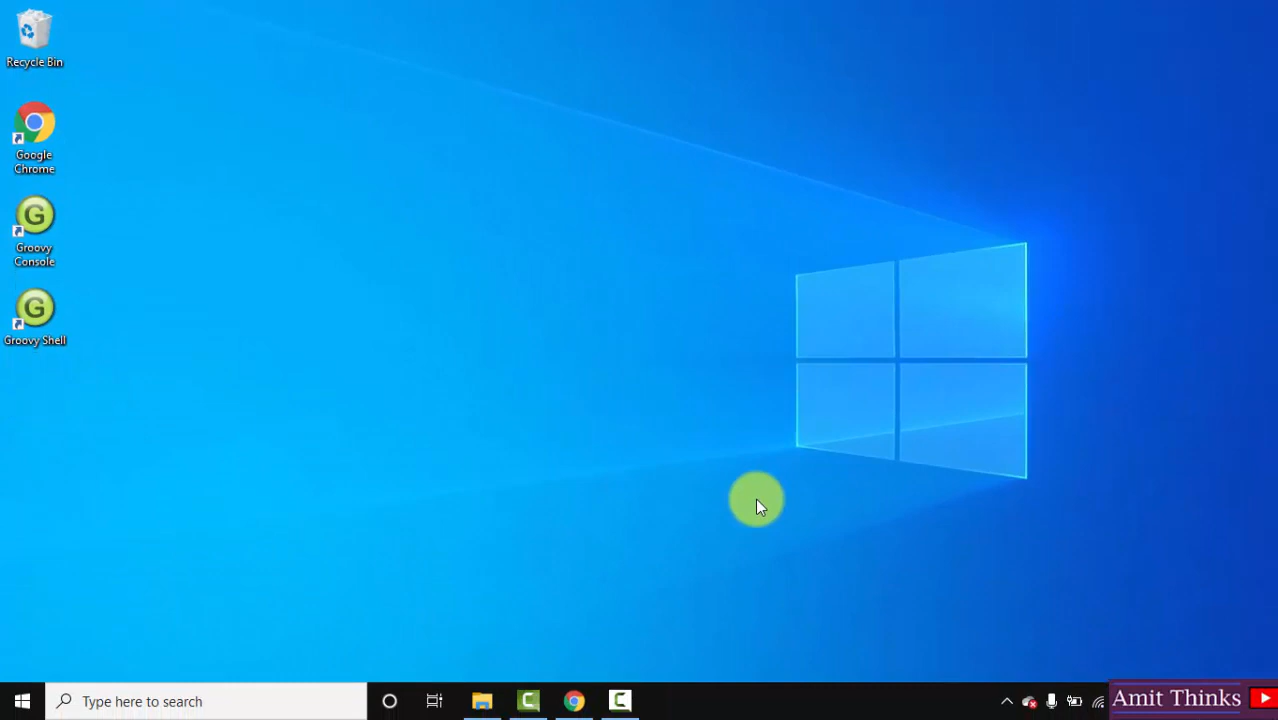 Recycle Bin
Google
Chrome
G
Groovy
Console
G
Groovy Shell
Type here to search
Amit Thinks